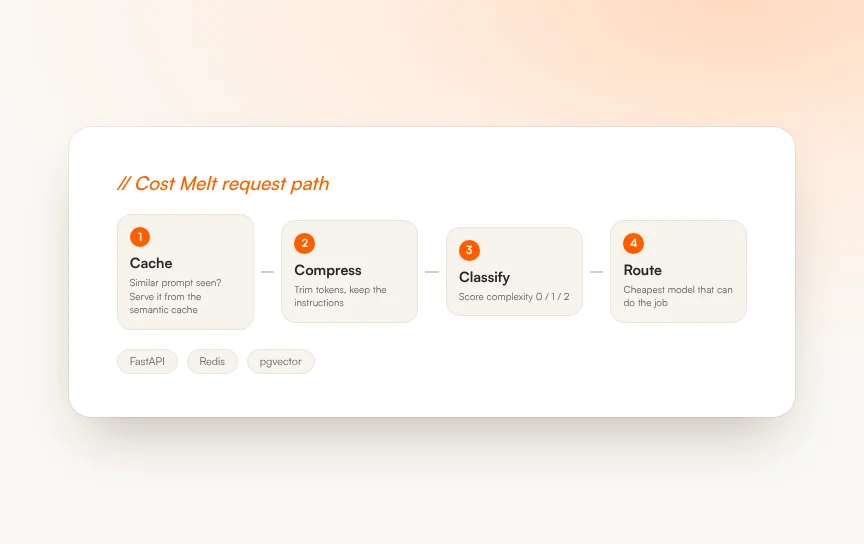 // Cost Melt request path
1
Cache
Similar prompt seen?
Serve it from the
semantic cache
2
Compress
Trim tokens, keep the
instructions
3
Classify
Score complexity 0 / 1 / 2
4
Route
Cheapest model that can
do the job
FastAPI
Redis
pgvector